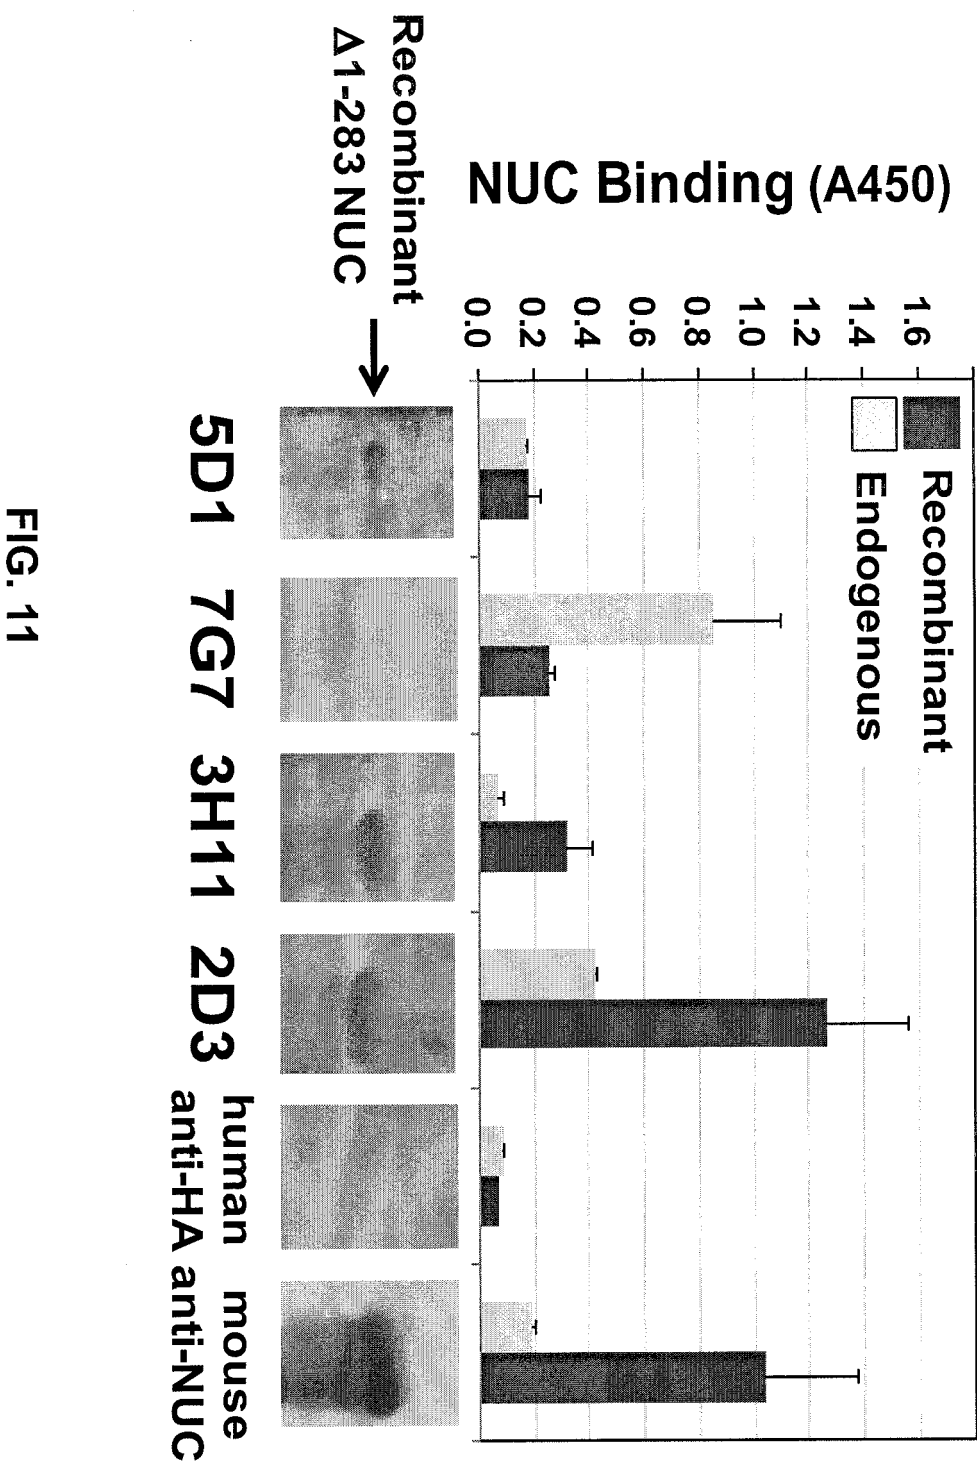 NUC Binding (A450)
1.6
1.4
1.2
1.0
0.8
0.6
0.4
0.2
0.0
Recombinant
Endogenous
Recombinant
Δ1-283 NUC
5D1 7G7 3H11 2D3
human mouse
anti-HA anti-NUC
FIG. 11